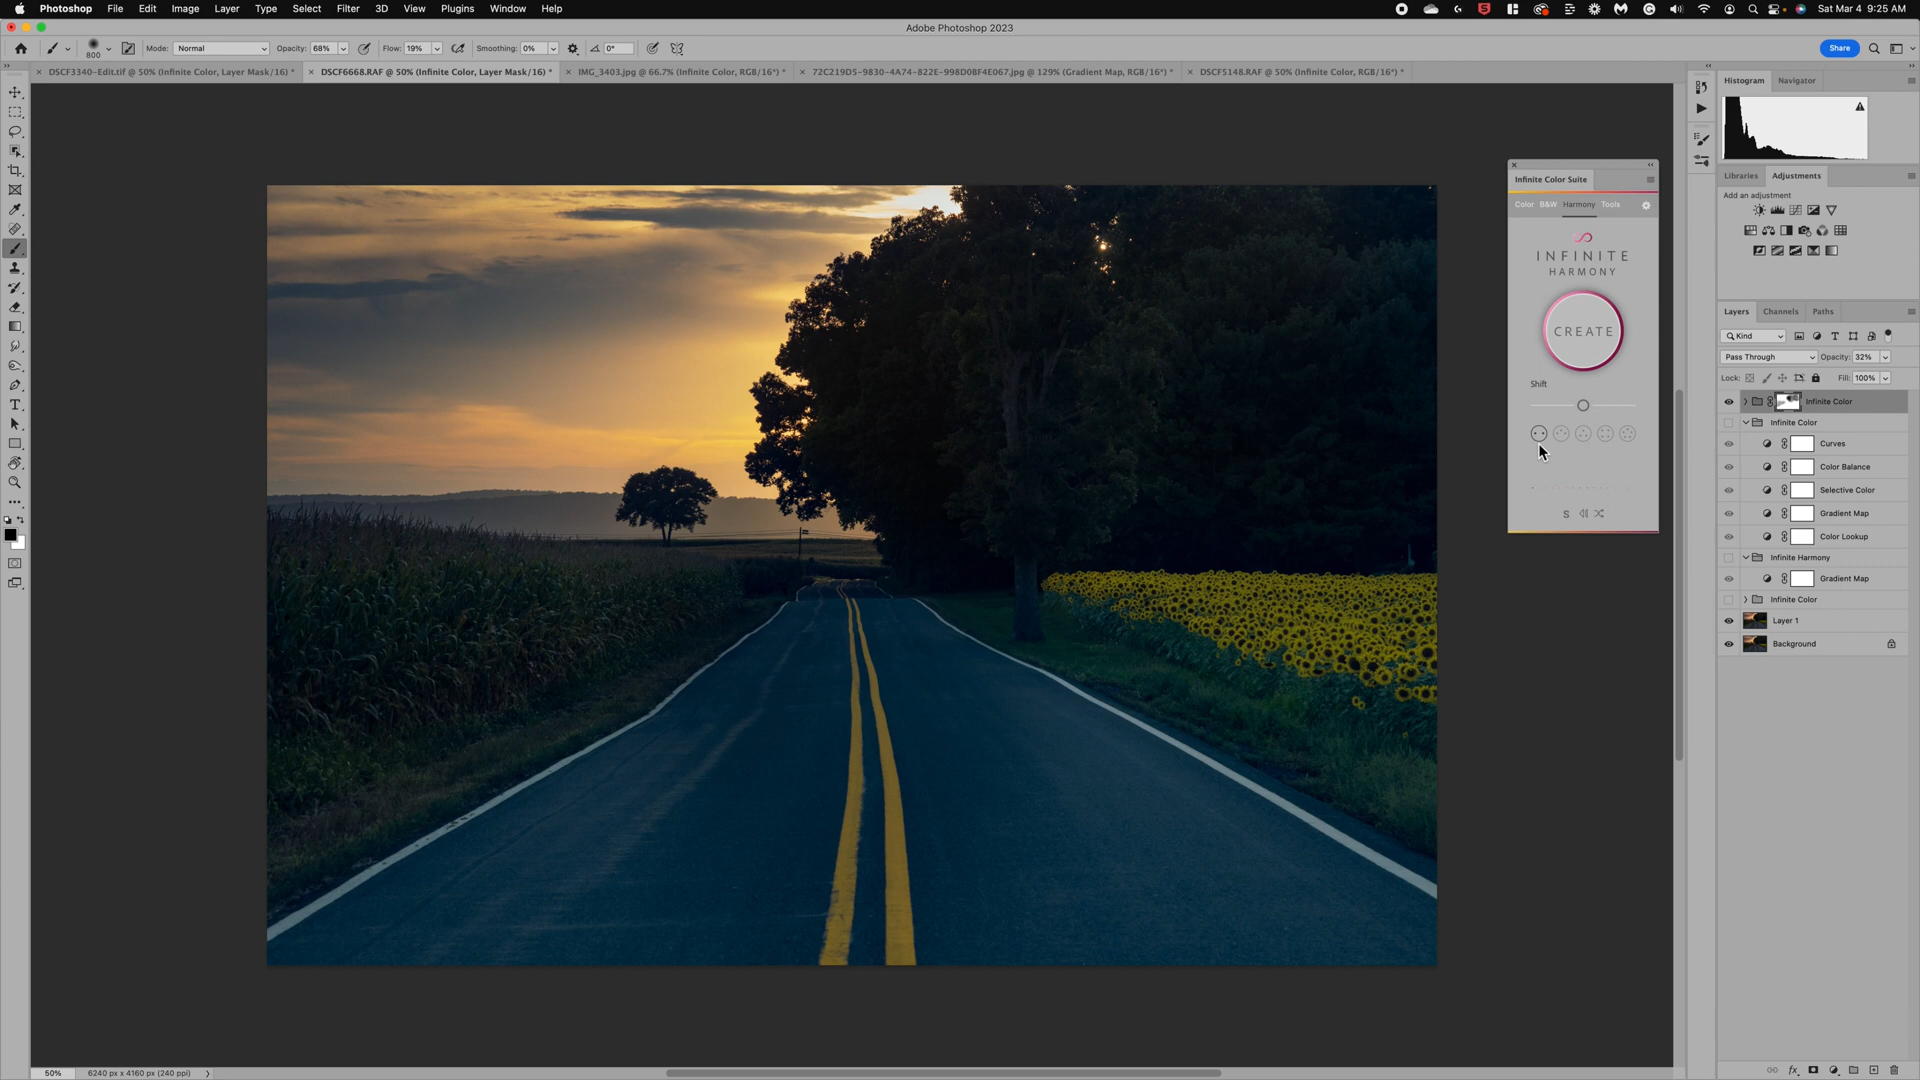 Photoshop File Edit Image Layer Type Select Filter 3D View Plugins Window Help Sat Mar 4 9:25 AM
Adobe Photoshop 2023
Mode: Normal Opacity: 68% Flow: 19% Smoothing: 0% 0° Share
800
DSCF3340-Edit.tif @ 50% (Infinite Color, Layer Mask/16) * DSCF6668.RAF @ 50% (Infinite Color, Layer Mask/16) * IMG_3403.jpg @ 66.7% (Infinite Color, RGB/16*) * 72C219D5-9830-4A74-822E-998D0BF4E067.jpg @ 129% (Gradient Map, RGB/16*) * DSCF5148.RAF @ 50% (Infinite Color, RGB/16*) *
Histogram Navigator
Libraries Adjustments
Add an adjustment
Infinite Color Suite
Color B&W Harmony Tools
INFINITE
HARMONY
CREATE
Shift
S
Layers Channels Paths
Kind
Pass Through Opacity: 32%
Lock: Fill: 100%
Infinite Color
Infinite Color
Curves
Color Balance
Selective Color
Gradient Map
Color Lookup
Infinite Harmony
Gradient Map
Infinite Color
Layer 1
Background
50% 6240 px x 4160 px (240 ppi)